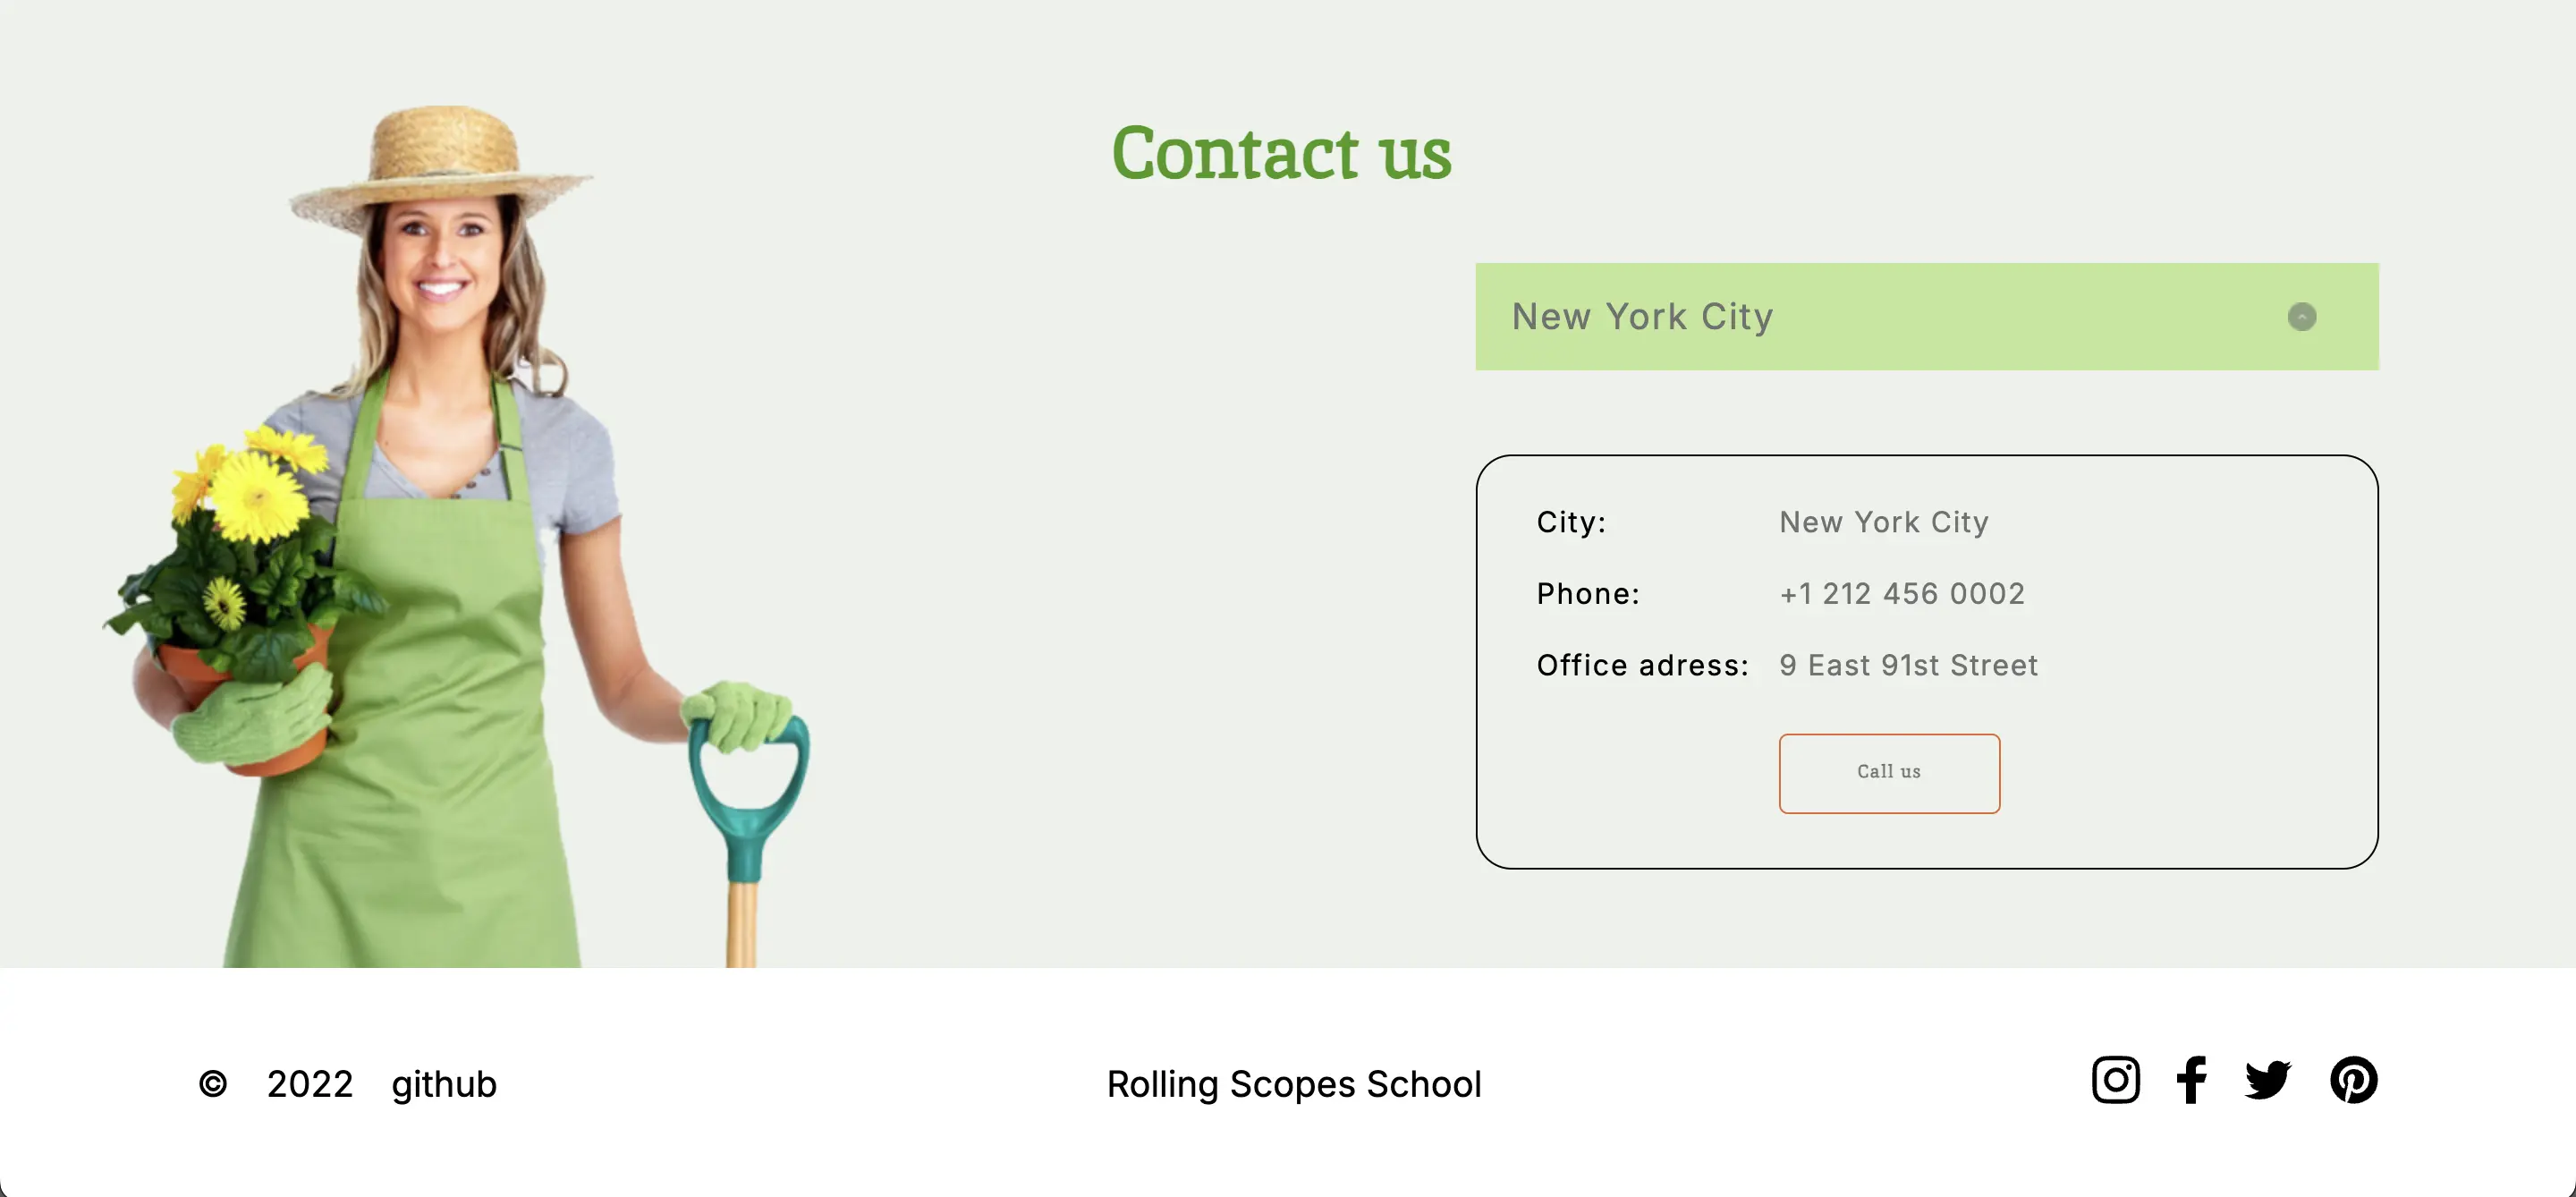 Contact us
New York City
City: New York City
Phone: +1 212 456 0002
Office adress: 9 East 91st Street
Call us
© 2022 github Rolling Scopes School